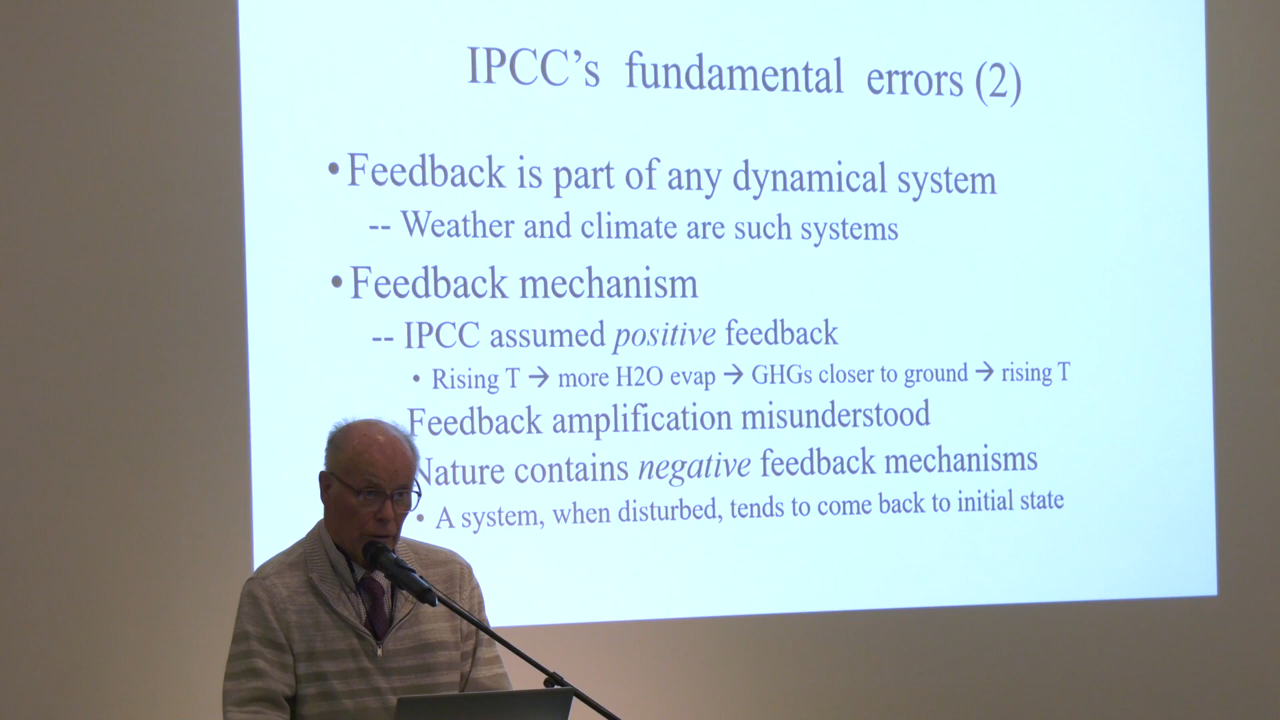 IPCC's fundamental errors (2)
• Feedback is part of any dynamical system
-- Weather and climate are such systems
• Feedback mechanism
-- IPCC assumed positive feedback
• Rising T → more H2O evap → GHGs closer to ground → rising T
Feedback amplification misunderstood
Nature contains negative feedback mechanisms
• A system, when disturbed, tends to come back to initial state